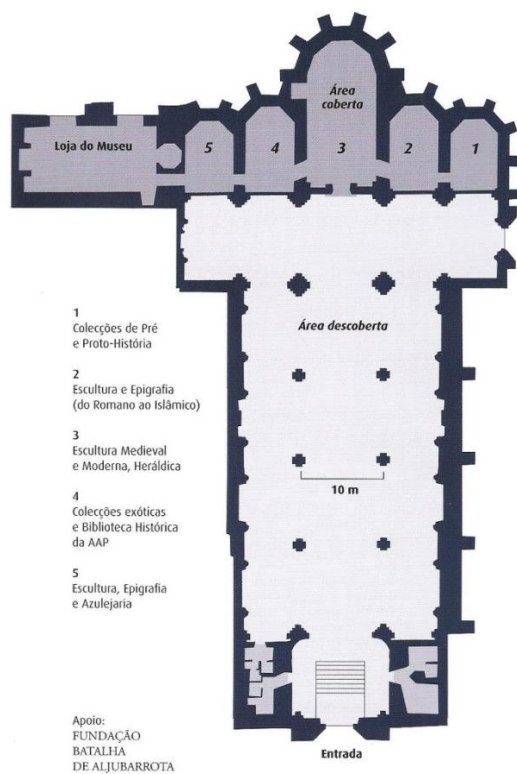 Área
coberta
Loja do Museu
5
4
3
2
1
Área descoberta
1
Colecções de Pré
e Proto-História
2
Escultura e Epigrafia
(do Romano ao Islâmico)
3
Escultura Medieval
e Moderna, Heráldica
4
Colecções exóticas
e Biblioteca Histórica
da AAP
5
Escultura, Epigrafia
e Azulejaria
10 m
Apoio:
FUNDAÇÃO
BATALHA
DE ALJUBARROTA
Entrada